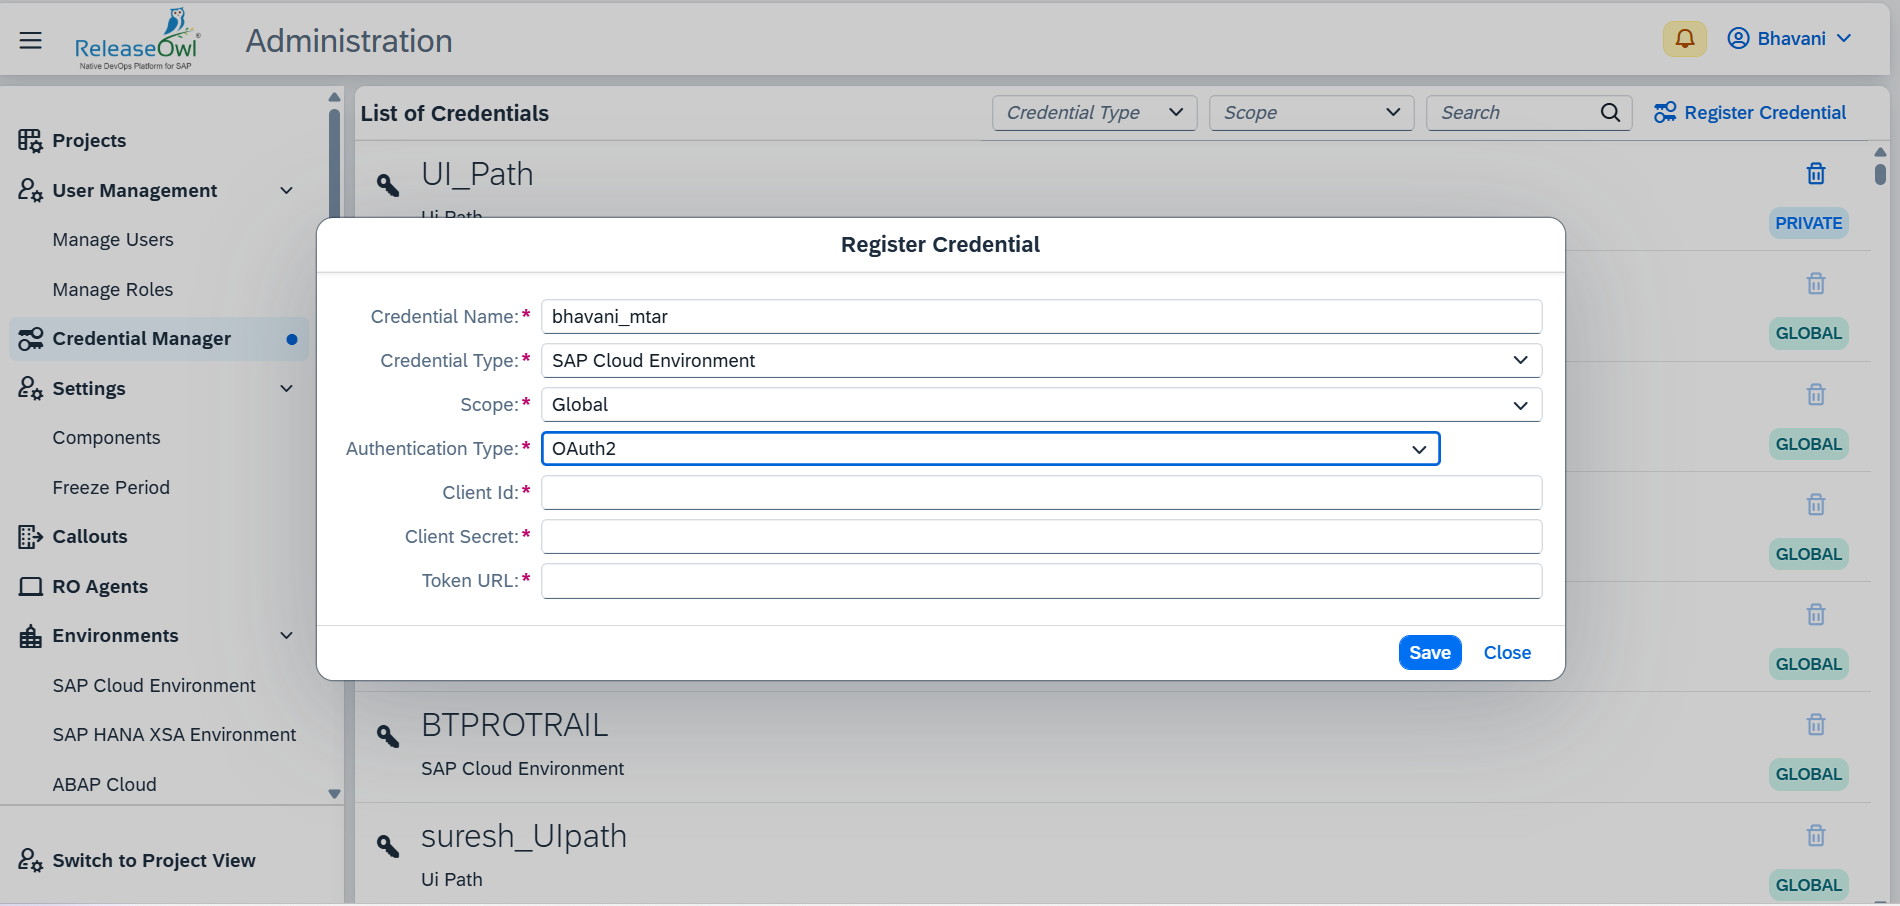 ReleaseOwl®
Native DevOps Platform for SAP
Administration
Bhavani
Projects
User Management
Manage Users
Manage Roles
Credential Manager
Settings
Components
Freeze Period
Callouts
RO Agents
Environments
SAP Cloud Environment
SAP HANA XSA Environment
ABAP Cloud
Switch to Project View
List of Credentials
Credential Type
Scope
Search
Register Credential
UI_Path
Ui Path
PRIVATE
GLOBAL
GLOBAL
GLOBAL
GLOBAL
Register Credential
Credential Name:* bhavani_mtar
Credential Type:* SAP Cloud Environment
Scope:* Global
Authentication Type:* OAuth2
Client Id:*
Client Secret:*
Token URL:*
Save Close
BTPROTRAIL
SAP Cloud Environment
GLOBAL
suresh_UIpath
Ui Path
GLOBAL